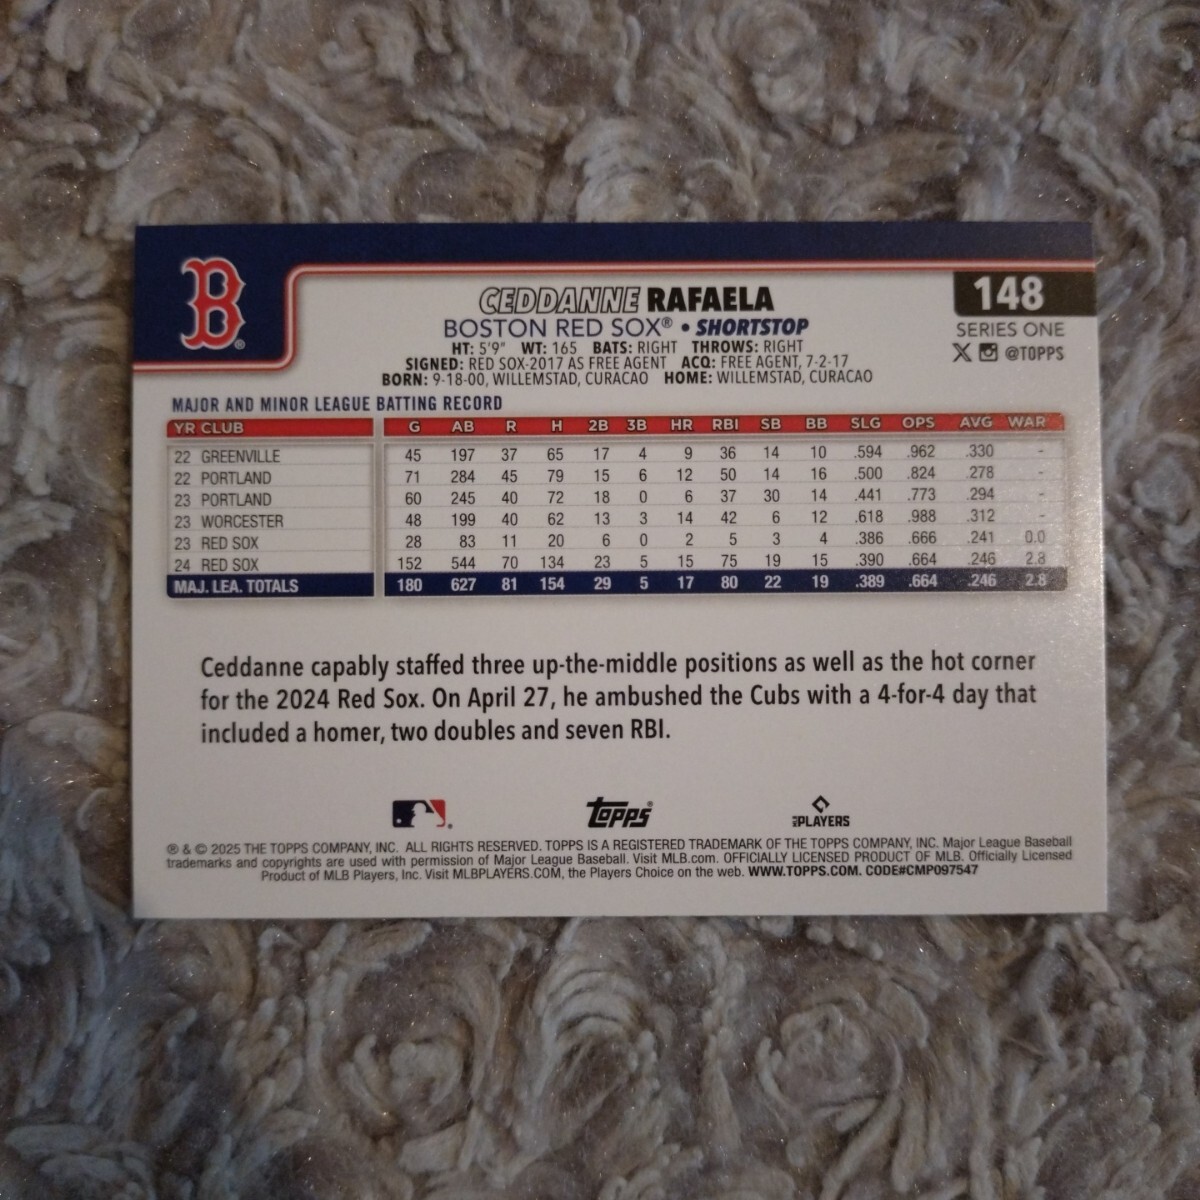 B
CEDDANNE RAFAELA
148
BOSTON RED SOX® • SHORTSTOP
SERIES ONE
HT: 5'9" WT: 165 BATS: RIGHT THROWS: RIGHT
@TOPPS
SIGNED: RED SOX-2017 AS FREE AGENT ACQ: FREE AGENT, 7-2-17
BORN: 9-18-00, WILLEMSTAD, CURACAO HOME: WILLEMSTAD, CURACAO
MAJOR AND MINOR LEAGUE BATTING RECORD
YR CLUB G AB R H 2B 3B HR RBI SB BB SLG OPS AVG WAR
22 GREENVILLE 45 197 37 65 17 4 9 36 14 10 .594 .962 .330 -
22 PORTLAND 71 284 45 79 15 6 12 50 14 16 .500 .824 .278 -
23 PORTLAND 60 245 40 72 18 0 6 37 30 14 .441 .773 .294 -
23 WORCESTER 48 199 40 62 13 3 14 42 6 12 .618 .988 .312 -
23 RED SOX 28 83 11 20 6 0 2 5 3 4 .386 .666 .241 0.0
24 RED SOX 152 544 70 134 23 5 15 75 19 15 .390 .664 .246 2.8
MAJ. LEA. TOTALS 180 627 81 154 29 5 17 80 22 19 .389 .664 .246 2.8
Ceddanne capably staffed three up-the-middle positions as well as the hot corner
for the 2024 Red Sox. On April 27, he ambushed the Cubs with a 4-for-4 day that
included a homer, two doubles and seven RBI.
Topps®
MLB PLAYERS
® & © 2025 THE TOPPS COMPANY, INC. ALL RIGHTS RESERVED. TOPPS IS A REGISTERED TRADEMARK OF THE TOPPS COMPANY, INC. Major League Baseball
trademarks and copyrights are used with permission of Major League Baseball. Visit MLB.com. OFFICIALLY LICENSED PRODUCT OF MLB. Officially Licensed
Product of MLB Players, Inc. Visit MLBPLAYERS.COM, the Players Choice on the web. WWW.TOPPS.COM. CODE#CMP097547